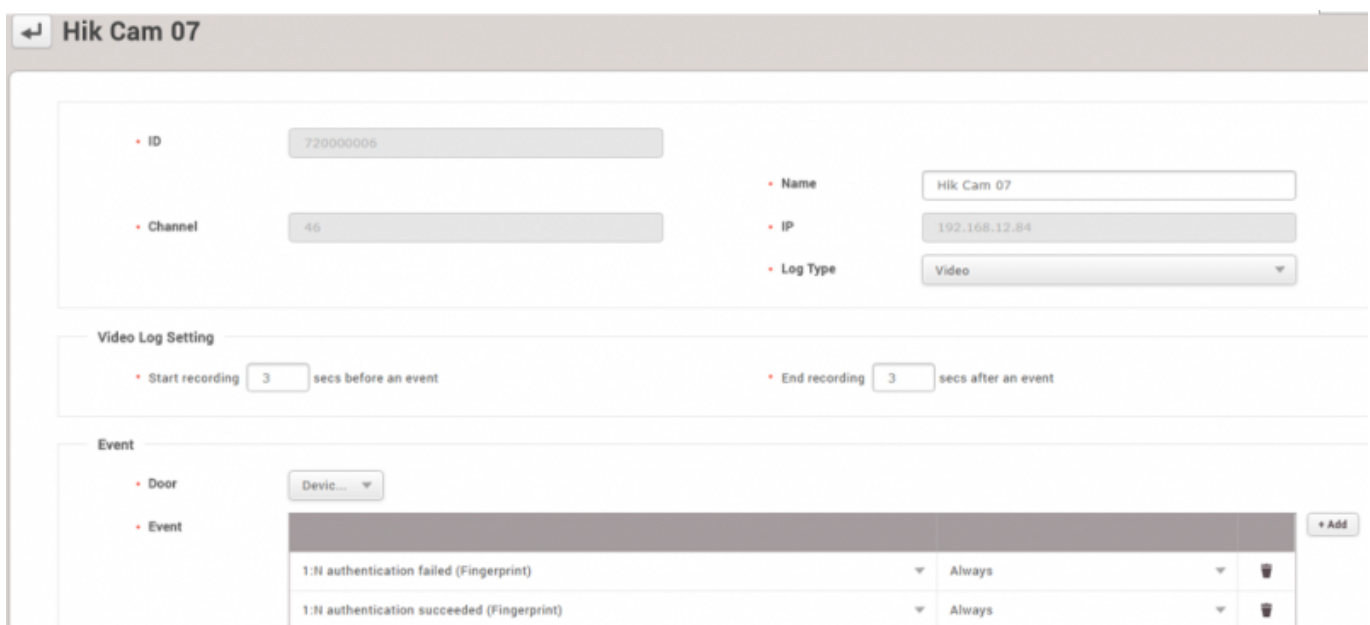 Hik Cam 07
• ID 720000006
• Name Hik Cam 07
• Channel 46 • IP 192.168.12.84
• Log Type Video
Video Log Setting
• Start recording 3 secs before an event • End recording 3 secs after an event
Event
• Door Devic...
• Event + Add
1:N authentication failed (Fingerprint) Always
1:N authentication succeeded (Fingerprint) Always